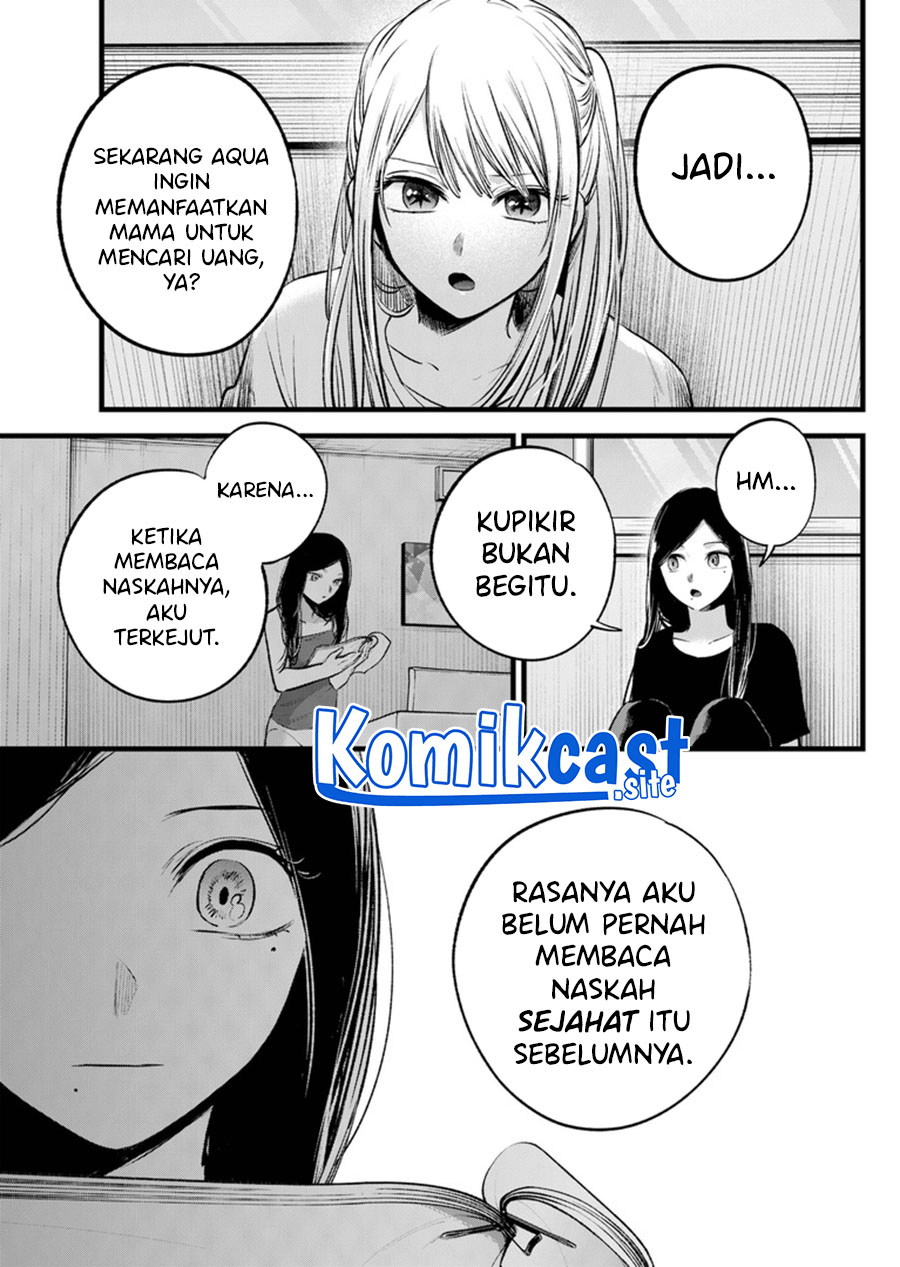 JADI...
SEKARANG AQUA
INGIN
MEMANFAATKAN
MAMA UNTUK
MENCARI UANG,
YA?
HM...
KUPIKIR
BUKAN
BEGITU.
KARENA...
KETIKA
MEMBACA
NASKAHNYA,
AKU
TERKEJUT.
Komikcast
.site
RASANYA AKU
BELUM PERNAH
MEMBACA
NASKAH
SEJAHAT ITU
SEBELUMNYA.